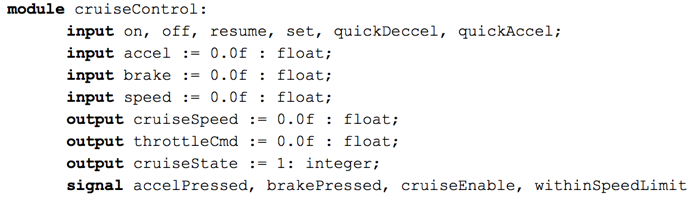 module cruiseControl:
input on, off, resume, set, quickDeccel, quickAccel;
input accel := 0.0f : float;
input brake := 0.0f : float;
input speed := 0.0f : float;
output cruiseSpeed := 0.0f : float;
output throttleCmd := 0.0f : float;
output cruiseState := 1: integer;
signal accelPressed, brakePressed, cruiseEnable, withinSpeedLimit